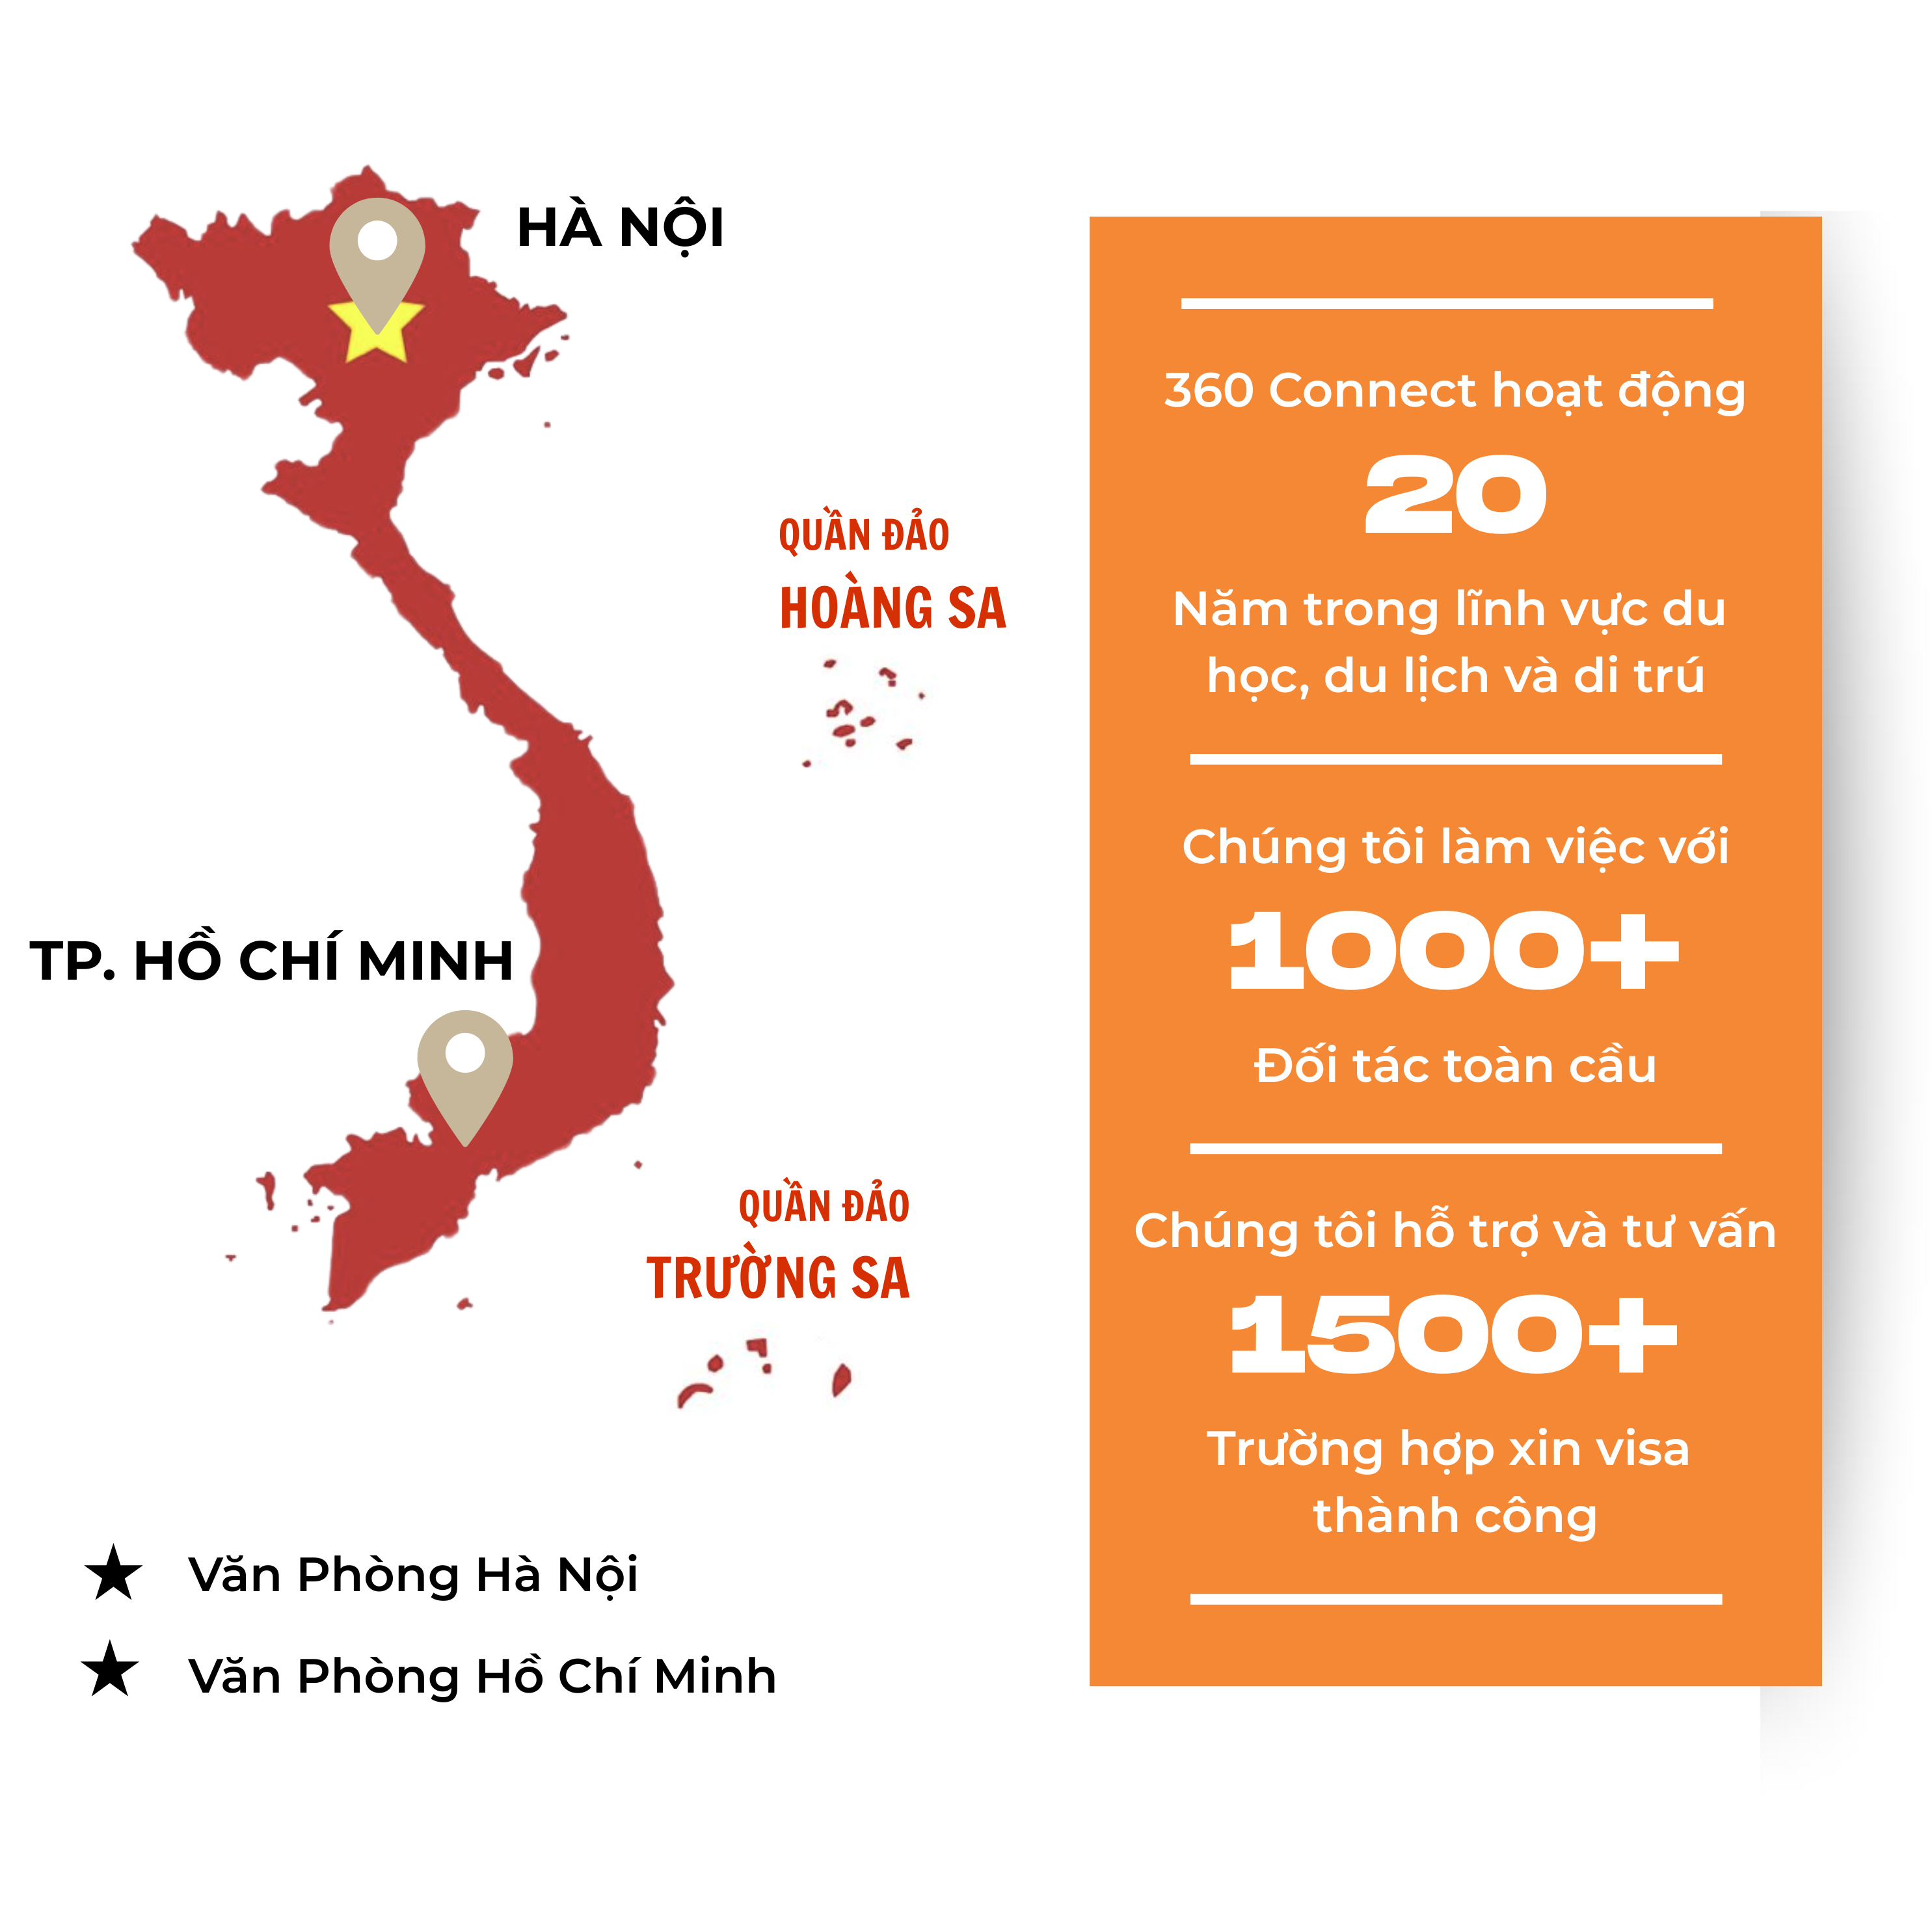 HÀ NỘI
QUẦN ĐẢO
HOÀNG SA
TP. HỒ CHÍ MINH
QUẦN ĐẢO
TRƯỜNG SA
Văn Phòng Hà Nội
Văn Phòng Hồ Chí Minh
360 Connect hoạt động
20
Năm trong lĩnh vực du
học, du lịch và di trú
Chúng tôi làm việc với
1000+
Đối tác toàn cầu
Chúng tôi hỗ trợ và tư vấn
1500+
Trường hợp xin visa
thành công